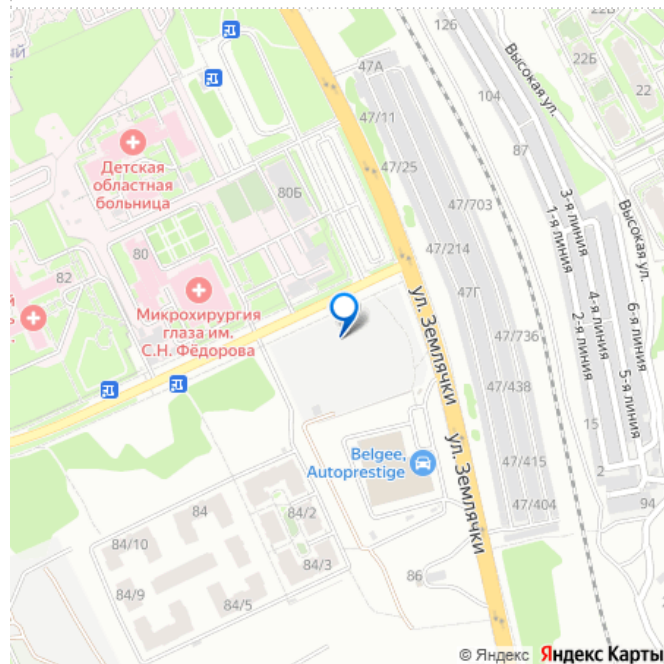 126
22Б
47А
104
22
Высокая ул.
47/11
87
Детская
областная
больница
80Б
47/25
47/703
3-я линия
1-я линия
Высокая ул.
80
47/214
82
Микрохирургия
глаза им.
С.Н. Фёдорова
ул. Землячки
47Г
4-я линия
2-я линия
6-я линия
47/736
5-я линия
47/438
15
Belgee,
Autoprestige
ул. Землячки
47/415
2
84
84/2
47/404
94
84/10
84/3
86
84/9
84/5
© Яндекс Яндекс Карты